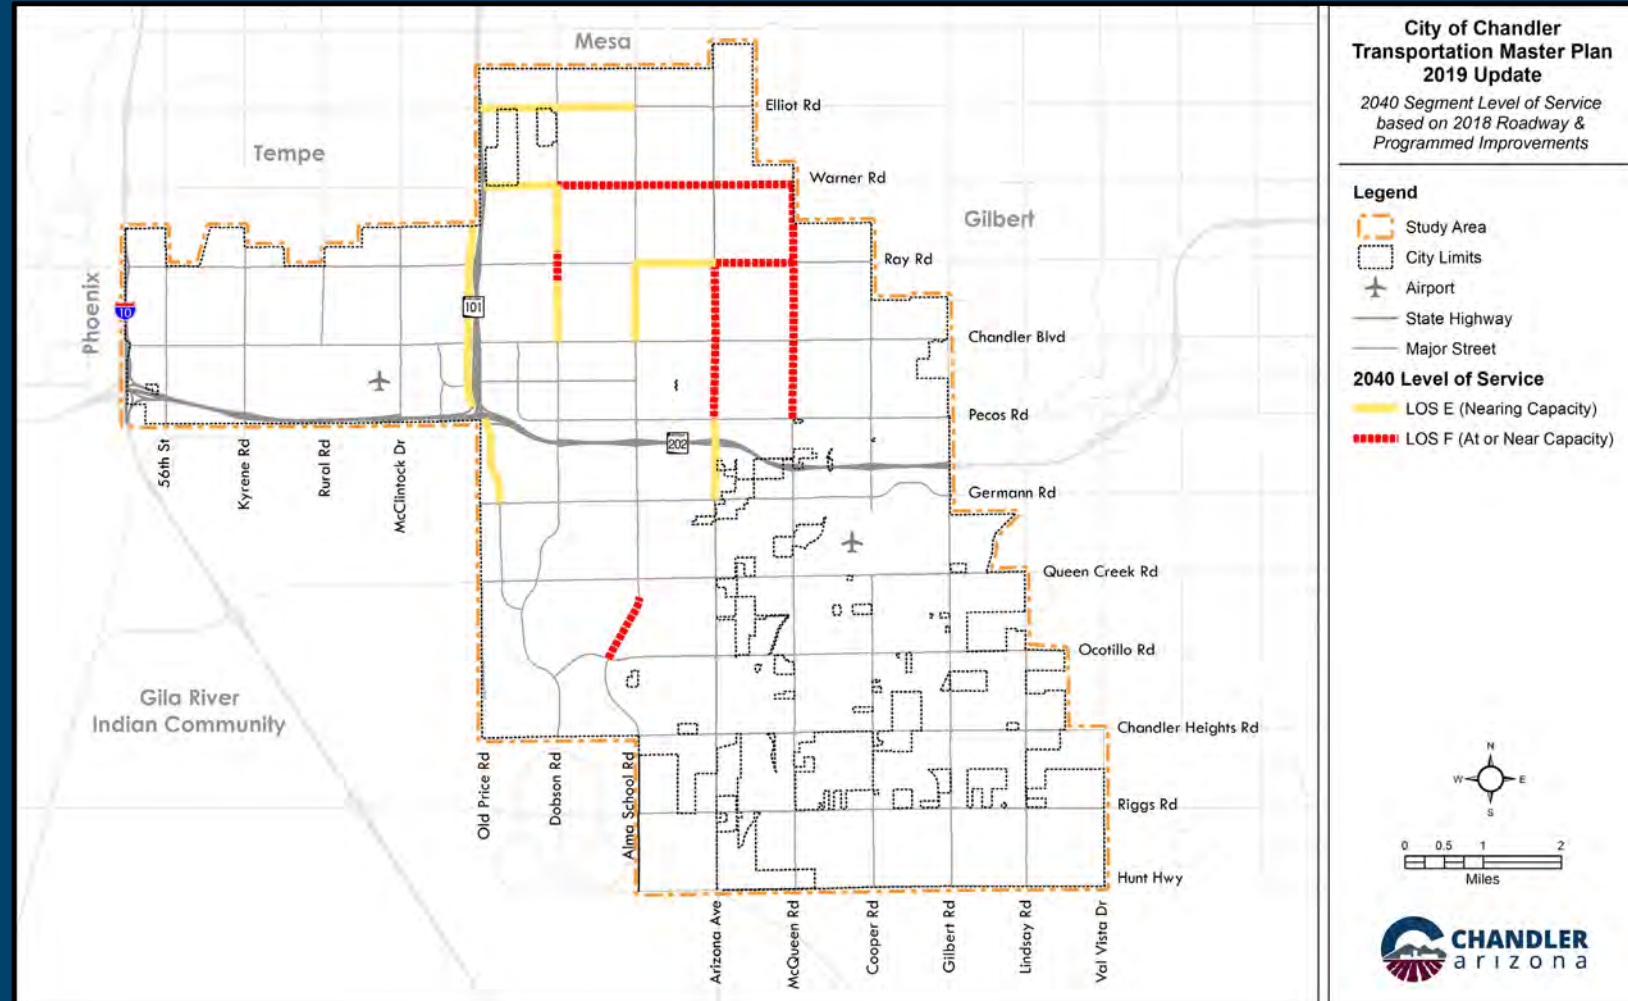 City of Chandler
Transportation Master Plan
2019 Update
2040 Segment Level of Service
based on 2018 Roadway &
Programmed Improvements
Legend
Study Area
City Limits
Airport
State Highway
Major Street
2040 Level of Service
LOS E (Nearing Capacity)
LOS F (At or Near Capacity)
Mesa
Tempe
Gilbert
Phoenix
Gila River
Indian Community
Elliot Rd
Warner Rd
Ray Rd
Chandler Blvd
Pecos Rd
Germann Rd
Queen Creek Rd
Ocotillo Rd
Chandler Heights Rd
Riggs Rd
Hunt Hwy
10
101
202
56th St
Kyrene Rd
Rural Rd
McClintock Dr
Old Price Rd
Dobson Rd
Alma School Rd
Arizona Ave
McQueen Rd
Cooper Rd
Gilbert Rd
Lindsay Rd
Val Vista Dr
N
W E
S
0 0.5 1 2
Miles
CHANDLER
arizona